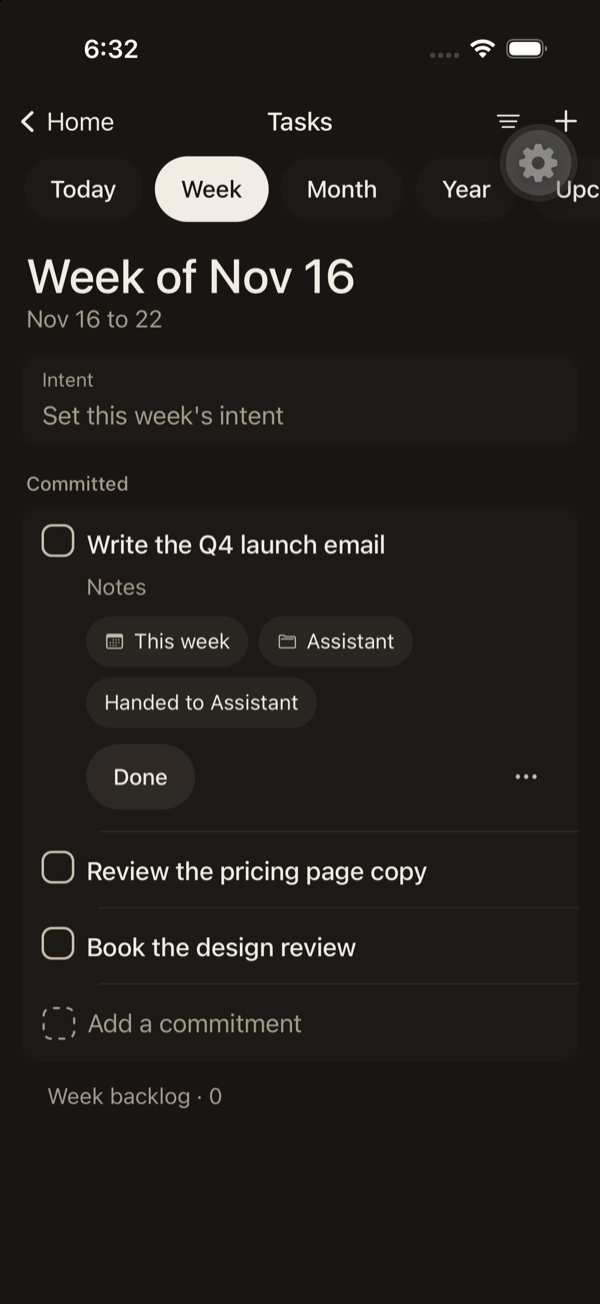 6:32
Home Tasks
Today Week Month Year Upc
Week of Nov 16
Nov 16 to 22
Intent
Set this week's intent
Committed
Write the Q4 launch email
Notes
This week Assistant
Handed to Assistant
Done
Review the pricing page copy
Book the design review
Add a commitment
Week backlog · 0